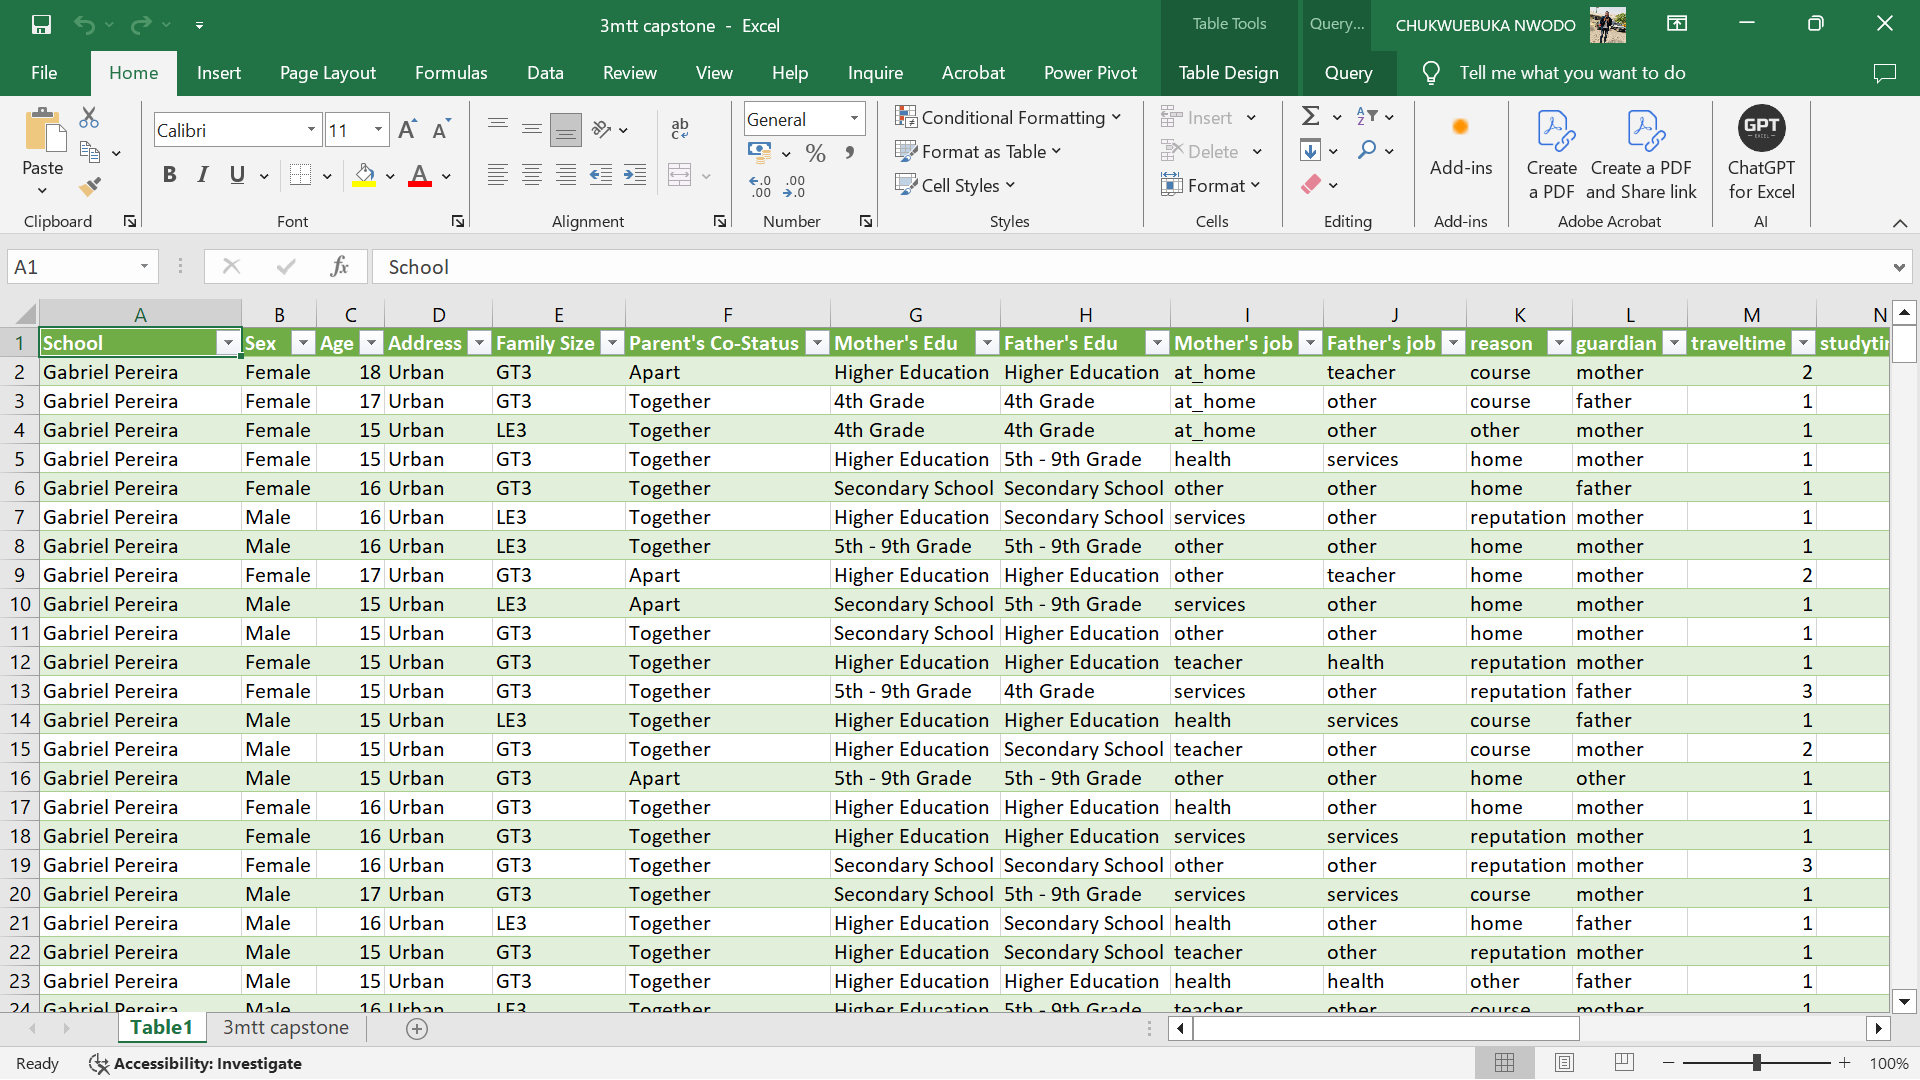 3mtt capstone - Excel
Table Tools
Query...
CHUKWUEBUKA NWODO
File Home Insert Page Layout Formulas Data Review View Help Inquire Acrobat Power Pivot Table Design Query Tell me what you want to do
Calibri 11 General Conditional Formatting Insert
Paste Format as Table Delete Add-ins Create a PDF Create a PDF and Share link ChatGPT for Excel
B I U A Cell Styles Format
Clipboard Font Alignment Number Styles Cells Editing Add-ins Adobe Acrobat AI
A1 fx School
A B C D E F G H I J K L M N
1 School Sex Age Address Family Size Parent's Co-Status Mother's Edu Father's Edu Mother's job Father's job reason guardian traveltime
2 Gabriel Pereira Female 18 Urban GT3 Apart Higher Education Higher Education at_home teacher course mother 2
3 Gabriel Pereira Female 17 Urban GT3 Together 4th Grade 4th Grade at_home other course father 1
4 Gabriel Pereira Female 15 Urban LE3 Together 4th Grade 4th Grade at_home other other mother 1
5 Gabriel Pereira Female 15 Urban GT3 Together Higher Education 5th - 9th Grade health services home mother 1
6 Gabriel Pereira Female 16 Urban GT3 Together Secondary School Secondary School other other home father 1
7 Gabriel Pereira Male 16 Urban LE3 Together Higher Education Secondary School services other reputation mother 1
8 Gabriel Pereira Male 16 Urban LE3 Together 5th - 9th Grade 5th - 9th Grade other other home mother 1
9 Gabriel Pereira Female 17 Urban GT3 Apart Higher Education Higher Education other teacher home mother 2
10 Gabriel Pereira Male 15 Urban LE3 Apart Secondary School 5th - 9th Grade services other home mother 1
11 Gabriel Pereira Male 15 Urban GT3 Together Secondary School Higher Education other other home mother 1
12 Gabriel Pereira Female 15 Urban GT3 Together Higher Education Higher Education teacher health reputation mother 1
13 Gabriel Pereira Female 15 Urban GT3 Together 5th - 9th Grade 4th Grade services other reputation father 3
14 Gabriel Pereira Male 15 Urban LE3 Together Higher Education Higher Education health services course father 1
15 Gabriel Pereira Male 15 Urban GT3 Together Higher Education Secondary School teacher other course mother 2
16 Gabriel Pereira Male 15 Urban GT3 Apart 5th - 9th Grade 5th - 9th Grade other other home other 1
17 Gabriel Pereira Female 16 Urban GT3 Together Higher Education Higher Education health other home mother 1
18 Gabriel Pereira Female 16 Urban GT3 Together Higher Education Higher Education services services reputation mother 1
19 Gabriel Pereira Female 16 Urban GT3 Together Secondary School Secondary School other other reputation mother 3
20 Gabriel Pereira Male 17 Urban GT3 Together Secondary School 5th - 9th Grade services services course mother 1
21 Gabriel Pereira Male 16 Urban LE3 Together Higher Education Secondary School health other home father 1
22 Gabriel Pereira Male 15 Urban GT3 Together Higher Education Secondary School teacher other reputation mother 1
23 Gabriel Pereira Male 15 Urban GT3 Together Higher Education Higher Education health health other father 1
24 Gabriel Pereira Male 16 Urban LE3 Together Higher Education 5th - 9th Grade teacher other course mother 1
Table1 3mtt capstone
Ready Accessibility: Investigate 100%